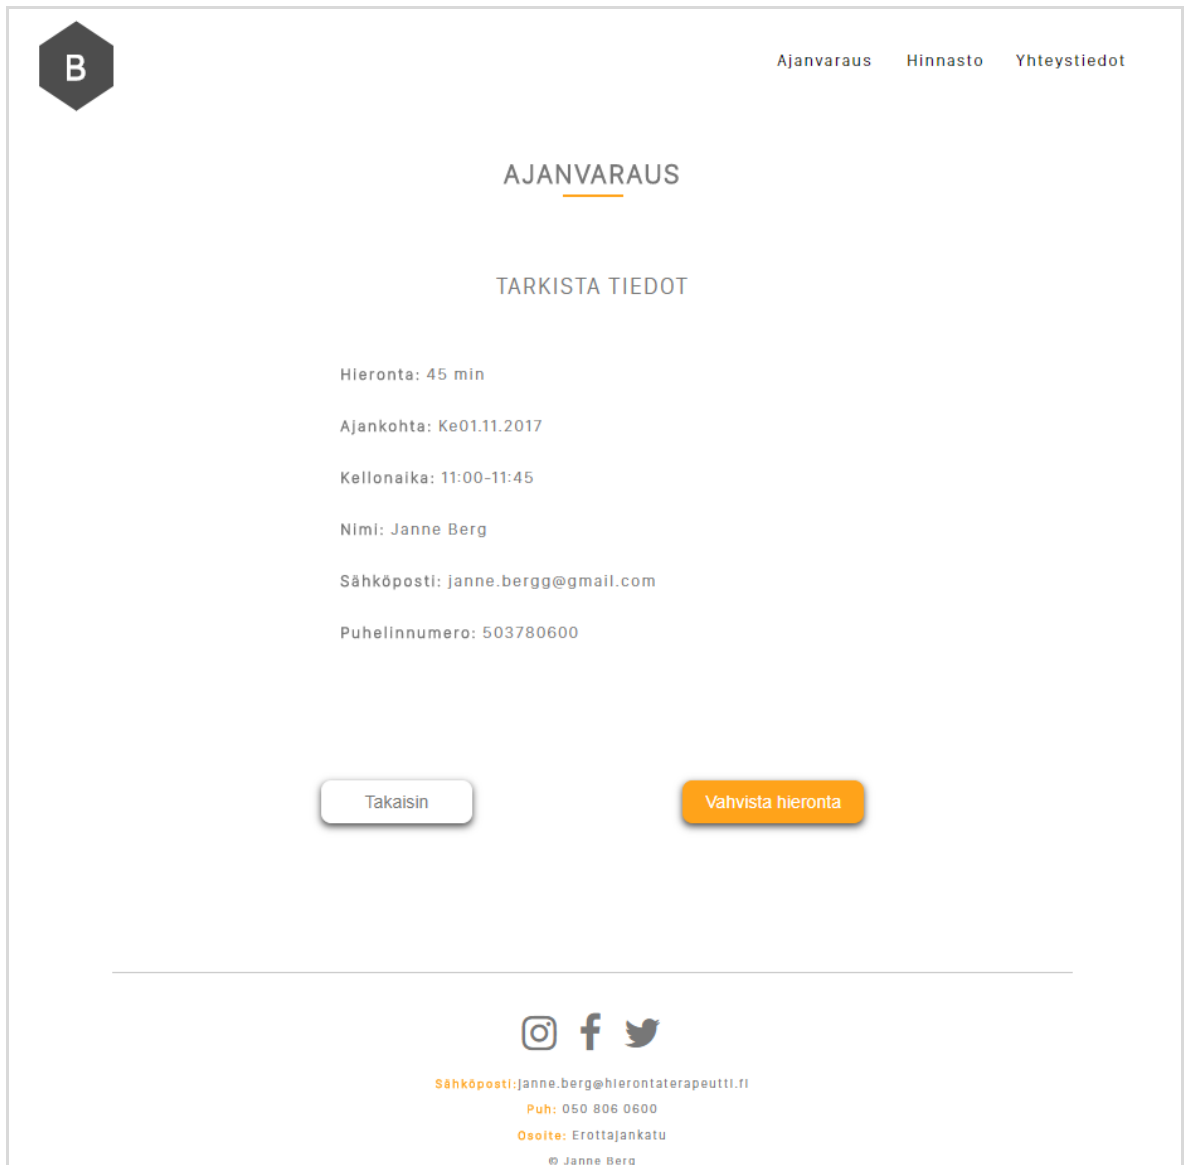 B
Ajanvaraus Hinnasto Yhteystiedot
AJANVARAUS
TARKISTA TIEDOT
Hieronta: 45 min
Ajankohta: Ke01.11.2017
Kellonaika: 11:00-11:45
Nimi: Janne Berg
Sähköposti: janne.bergg@gmail.com
Puhelinnumero: 503780600
Takaisin Vahvista hieronta
Sähköposti:janne.berg@hierontaterapeutti.fi
Puh: 050 806 0600
Osoite: Erottajankatu
© Janne Berg